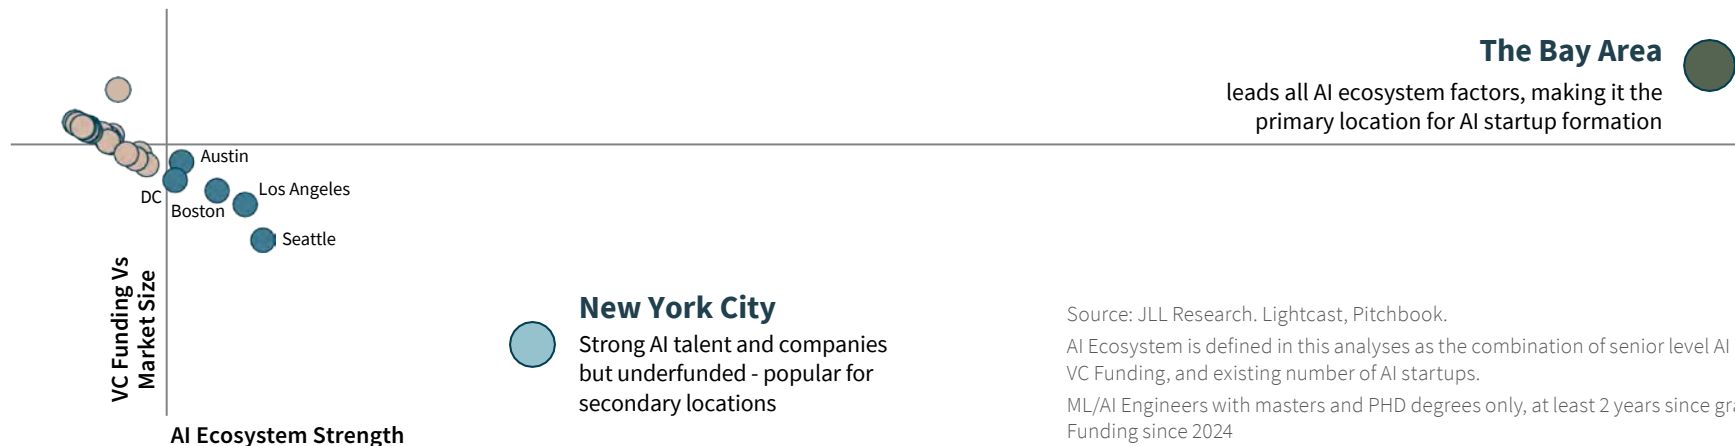 The Bay Area
leads all AI ecosystem factors, making it the
primary location for AI startup formation
Austin
DC
Los Angeles
Boston
Seattle
VC Funding Vs
Market Size
New York City
Strong AI talent and companies
but underfunded - popular for
secondary locations
AI Ecosystem Strength
Source: JLL Research. Lightcast, Pitchbook.
AI Ecosystem is defined in this analyses as the combination of senior level AI
VC Funding, and existing number of AI startups.
ML/AI Engineers with masters and PHD degrees only, at least 2 years since
Funding since 2024